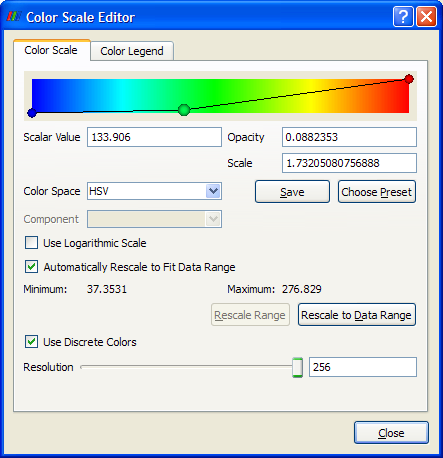 Color Scale Editor
Color Scale
Color Legend
Scalar Value 133.906 Opacity 0.0882353
Scale 1.73205080756888
Color Space HSV Save Choose Preset
Component
Use Logarithmic Scale
Automatically Rescale to Fit Data Range
Minimum: 37.3531 Maximum: 276.829
Rescale Range Rescale to Data Range
Use Discrete Colors
Resolution 256
Close